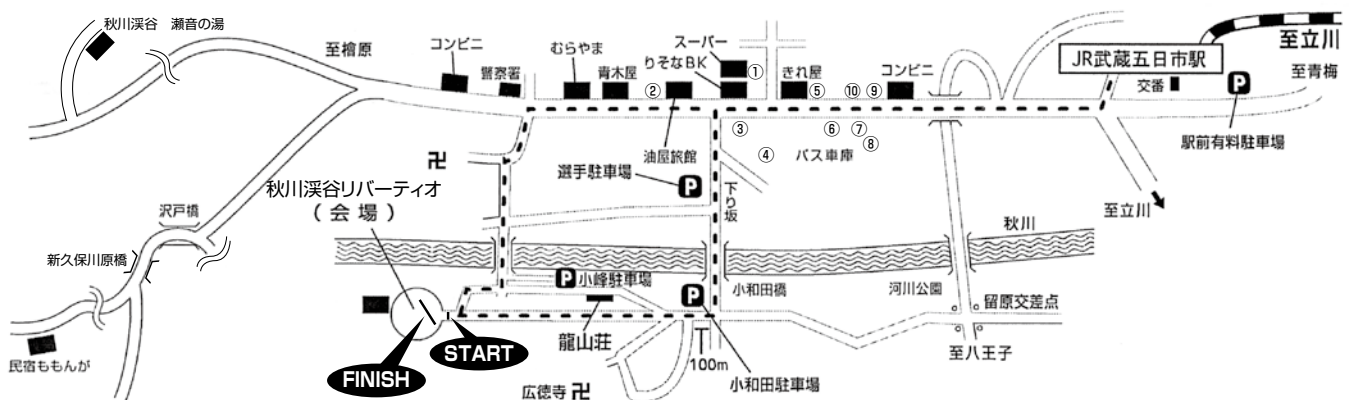 秋川渓谷 瀬音の湯
至檜原
コンビニ
警察署
むらやま
青木屋
②
スーパー
りそなBK
①
きれ屋
⑤
⑩
⑨
コンビニ
JR武蔵五日市駅
至立川
至青梅
交番
P
駅前有料駐車場
油屋旅館
③
④
⑥
⑦
⑧
バス車庫
選手駐車場
P
下り坂
至立川
卍
秋川渓谷リバーティオ
(会場)
沢戸橋
新久保川原橋
秋川
P
小峰駐車場
P
小和田橋
河川公園
留原交差点
START
FINISH
龍山荘
100m
至八王子
小和田駐車場
民宿ももんが
広徳寺 卍